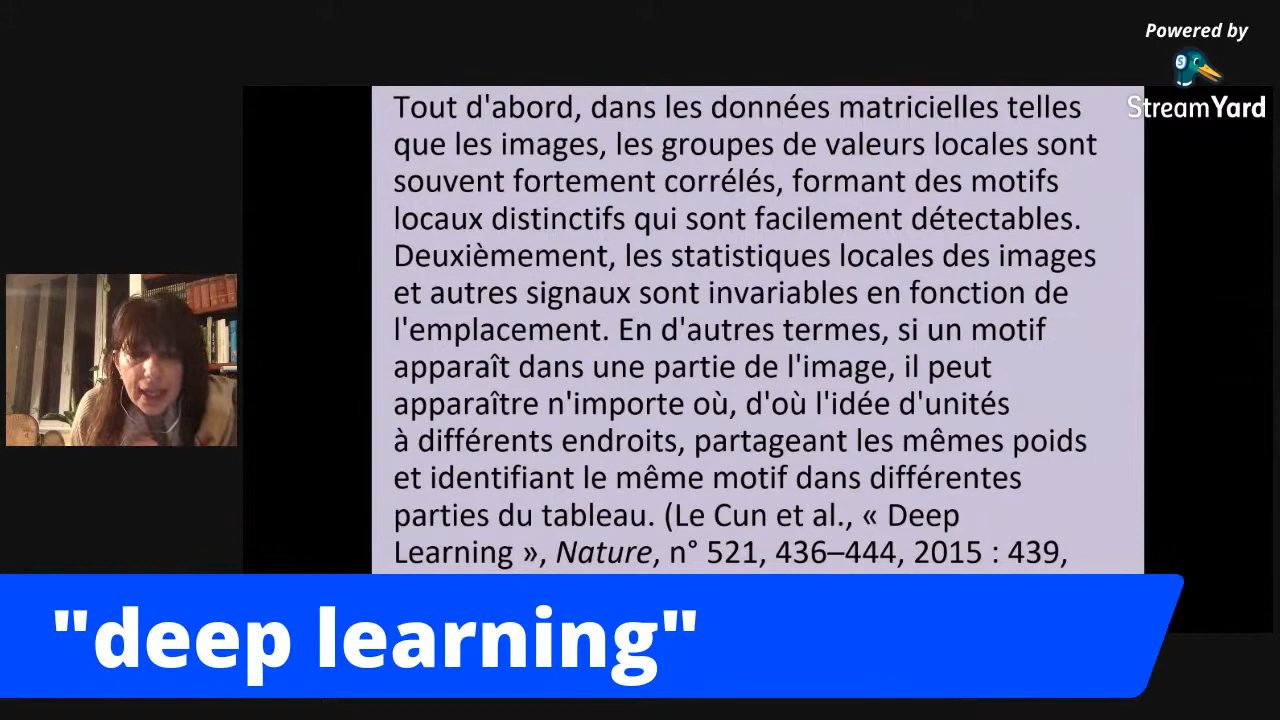 Powered by
StreamYard
Tout d'abord, dans les données matricielles telles
que les images, les groupes de valeurs locales sont
souvent fortement corrélés, formant des motifs
locaux distinctifs qui sont facilement détectables.
Deuxièmement, les statistiques locales des images
et autres signaux sont invariables en fonction de
l'emplacement. En d'autres termes, si un motif
apparaît dans une partie de l'image, il peut
apparaître n'importe où, d'où l'idée d'unités
à différents endroits, partageant les mêmes poids
et identifiant le même motif dans différentes
parties du tableau. (Le Cun et al., « Deep
Learning », Nature, n° 521, 436–444, 2015 : 439,
"deep learning"